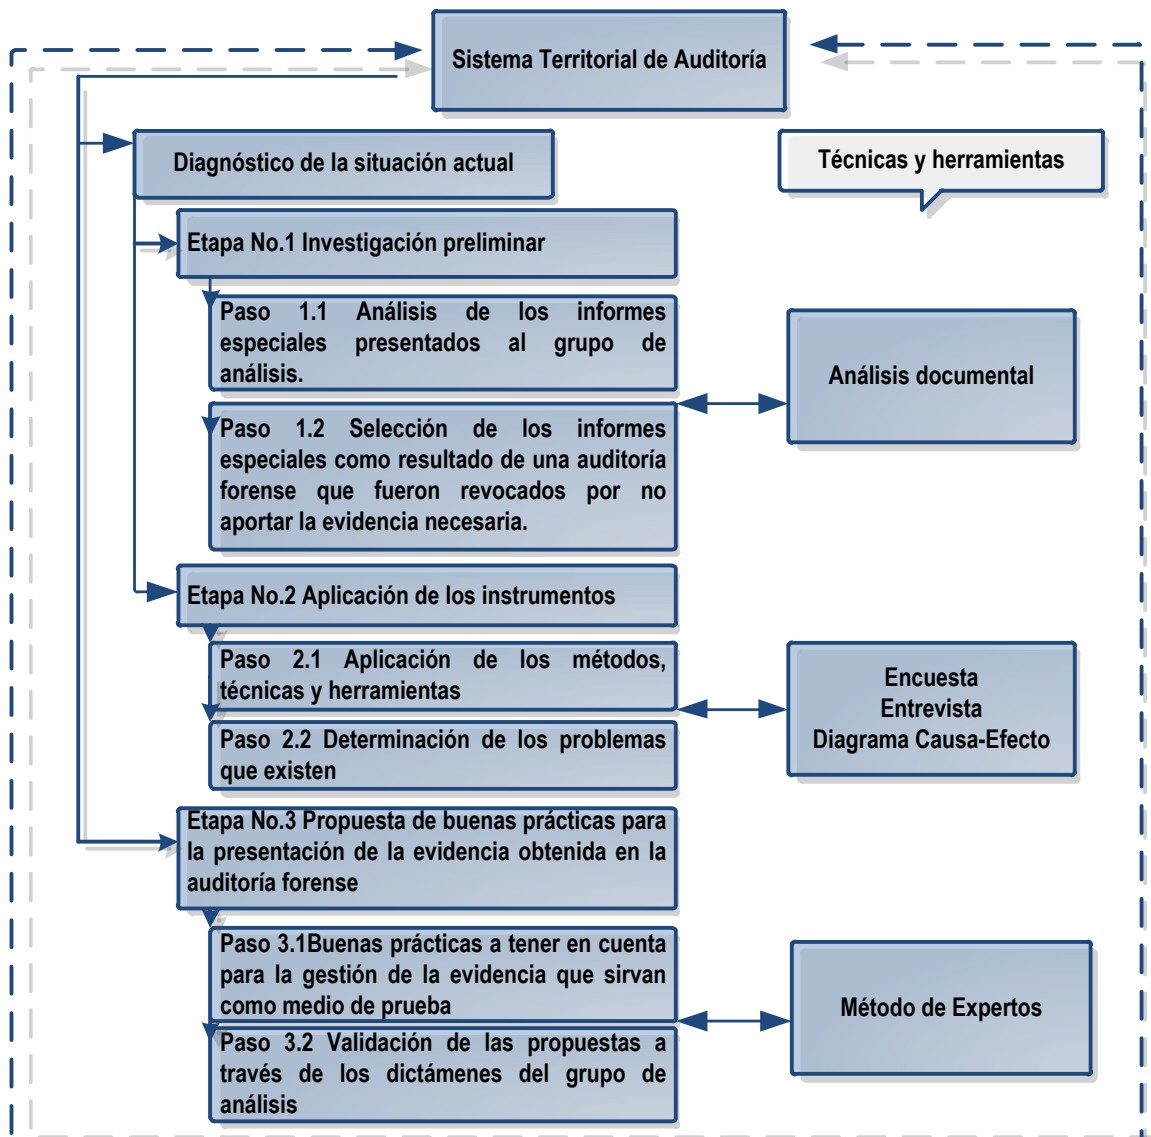 Sistema Territorial de Auditoría
Diagnóstico de la situación actual
Técnicas y herramientas
Etapa No.1 Investigación preliminar
Paso 1.1 Análisis de los informes
especiales presentados al grupo de
análisis.
Análisis documental
Paso 1.2 Selección de los informes
especiales como resultado de una auditoría
forense que fueron revocados por no
aportar la evidencia necesaria.
Etapa No.2 Aplicación de los instrumentos
Paso 2.1 Aplicación de los métodos,
técnicas y herramientas
Encuesta
Entrevista
Diagrama Causa-Efecto
Paso 2.2 Determinación de los problemas
que existen
Etapa No.3 Propuesta de buenas prácticas para
la presentación de la evidencia obtenida en la
auditoría forense
Paso 3.1Buenas prácticas a tener en cuenta
para la gestión de la evidencia que sirvan
como medio de prueba
Método de Expertos
Paso 3.2 Validación de las propuestas a
través de los dictámenes del grupo de
análisis